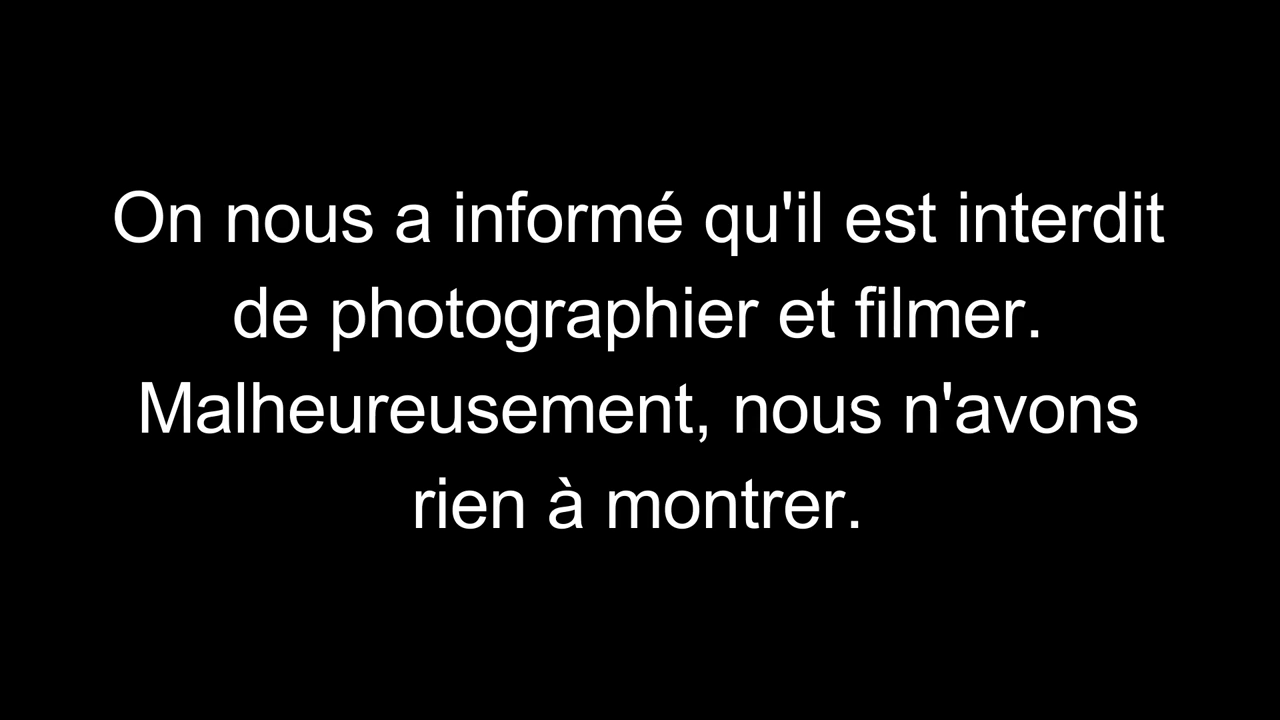 On nous a informé qu'il est interdit
de photographier et filmer.
Malheureusement, nous n'avons
rien à montrer.